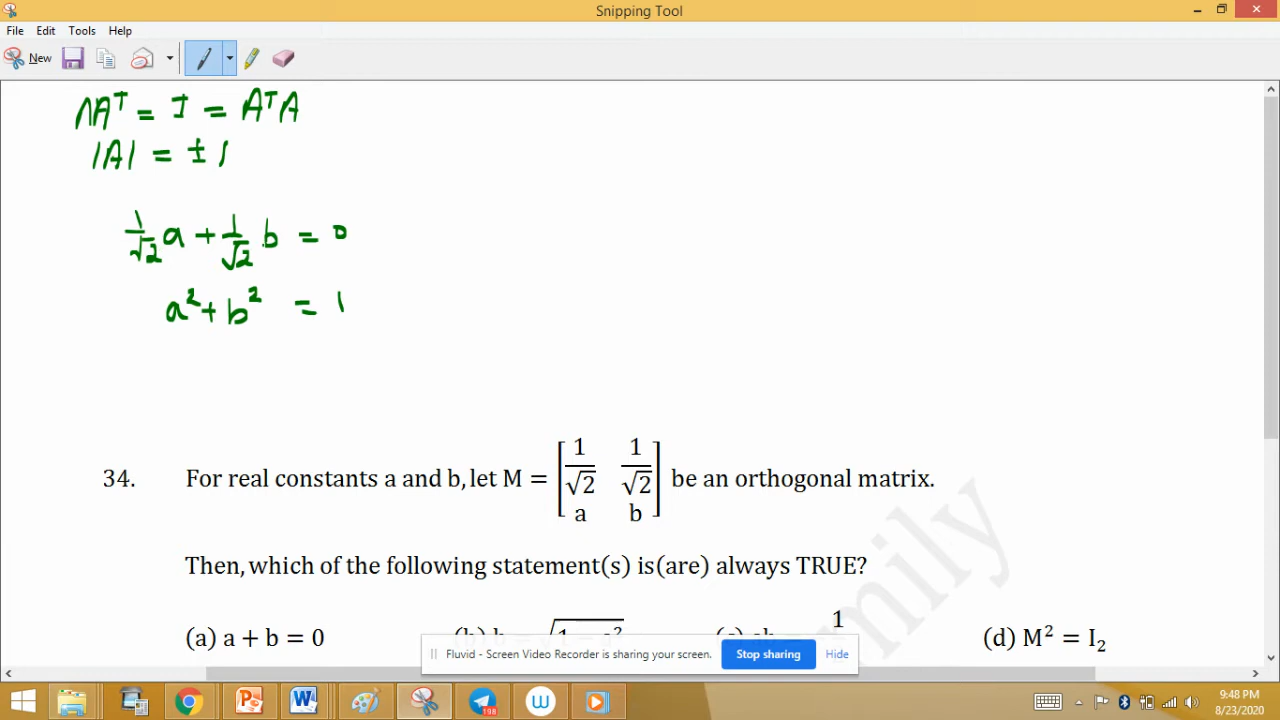 Snipping Tool
File Edit Tools Help
New
AAᵀ = I = AᵀA
|A| = ± 1
1/√2 a + 1/√2 b = 0
a² + b² = 1
34. For real constants a and b, let M = [1/√2 1/√2; a b] be an orthogonal matrix.
Then, which of the following statement(s) is(are) always TRUE?
(a) a + b = 0 (d) M² = I₂
Fluvid - Screen Video Recorder is sharing your screen. Stop sharing Hide
198
9:48 PM
8/23/2020